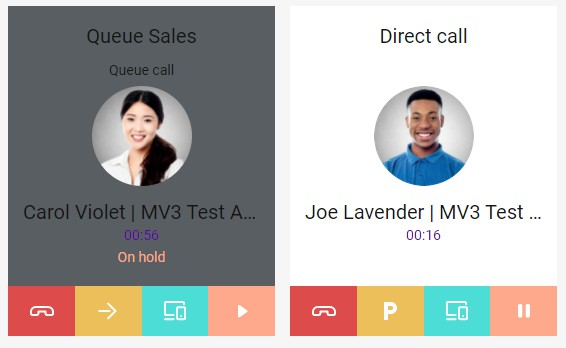 Queue Sales
Queue call
Carol Violet | MV3 Test A...
00:56
On hold
Direct call
Joe Lavender | MV3 Test ...
00:16
P